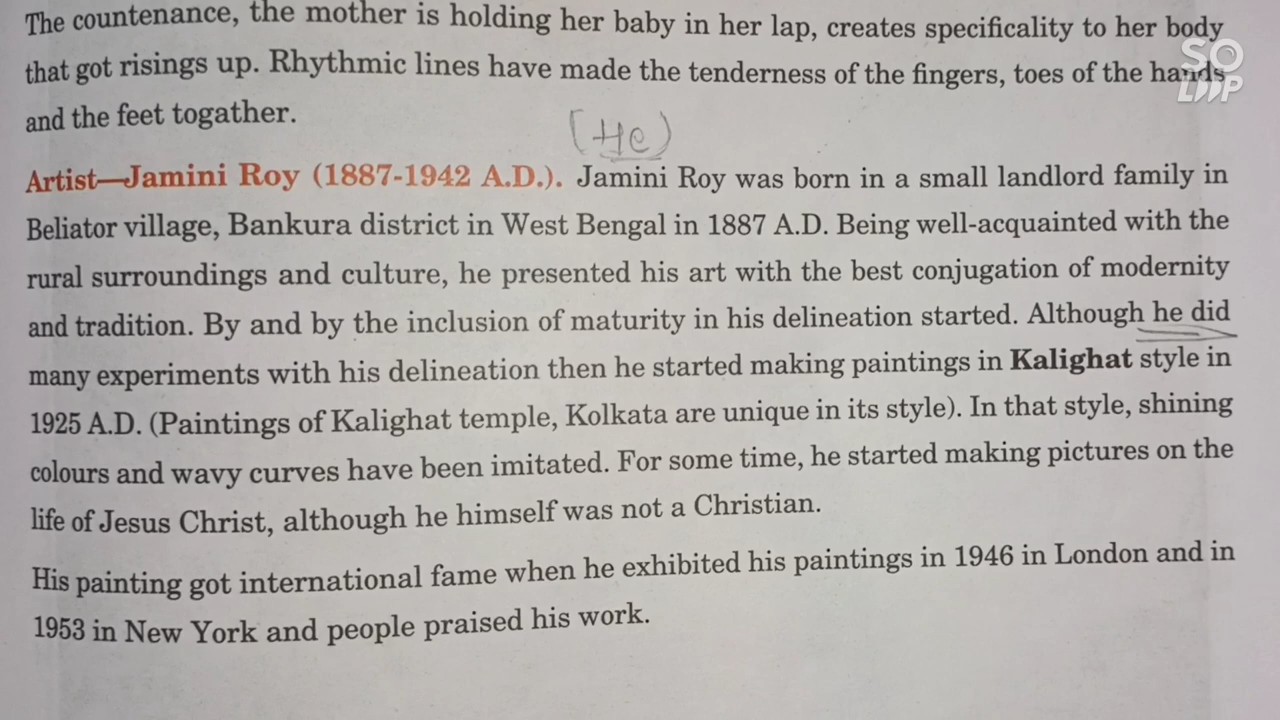 The countenance, the mother is holding her baby in her lap, creates specificality to her body
that got risings up. Rhythmic lines have made the tenderness of the fingers, toes of the hands
and the feet togather.
(He)
Artist—Jamini Roy (1887-1942 A.D.). Jamini Roy was born in a small landlord family in
Beliator village, Bankura district in West Bengal in 1887 A.D. Being well-acquainted with the
rural surroundings and culture, he presented his art with the best conjugation of modernity
and tradition. By and by the inclusion of maturity in his delineation started. Although he did
many experiments with his delineation then he started making paintings in Kalighat style in
1925 A.D. (Paintings of Kalighat temple, Kolkata are unique in its style). In that style, shining
colours and wavy curves have been imitated. For some time, he started making pictures on the
life of Jesus Christ, although he himself was not a Christian.
His painting got international fame when he exhibited his paintings in 1946 in London and in
1953 in New York and people praised his work.
SO
LOOP